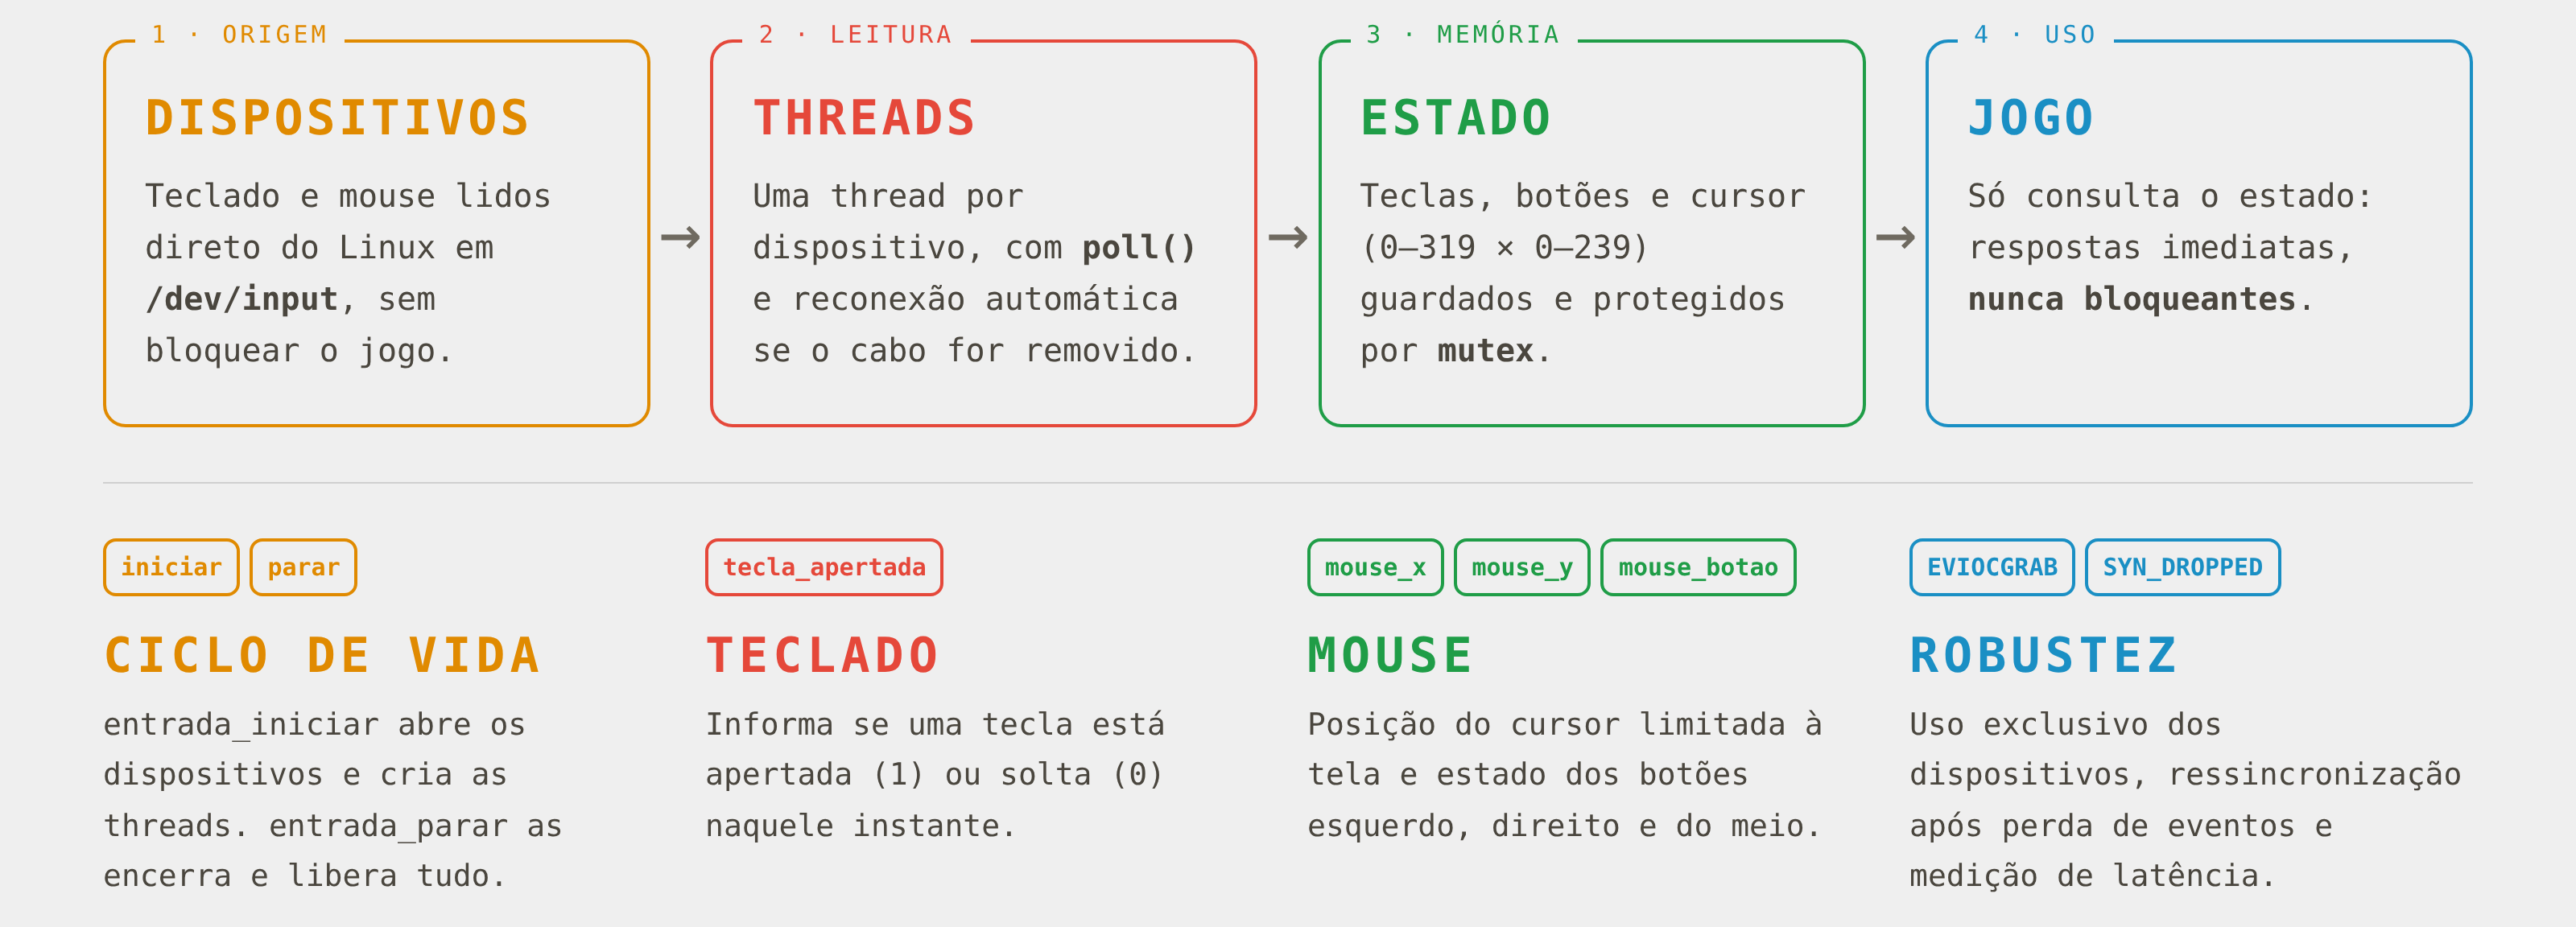 1 · ORIGEM
DISPOSITIVOS
Teclado e mouse lidos
direto do Linux em
/dev/input, sem
bloquear o jogo.
→
2 · LEITURA
THREADS
Uma thread por
dispositivo, com poll()
e reconexão automática
se o cabo for removido.
→
3 · MEMÓRIA
ESTADO
Teclas, botões e cursor
(0–319 × 0–239)
guardados e protegidos
por mutex.
→
4 · USO
JOGO
Só consulta o estado:
respostas imediatas,
nunca bloqueantes.
iniciar parar
CICLO DE VIDA
entrada_iniciar abre os
dispositivos e cria as
threads. entrada_parar as
encerra e libera tudo.
tecla_apertada
TECLADO
Informa se uma tecla está
apertada (1) ou solta (0)
naquele instante.
mouse_x mouse_y mouse_botao
MOUSE
Posição do cursor limitada à
tela e estado dos botões
esquerdo, direito e do meio.
EVIOCGRAB SYN_DROPPED
ROBUSTEZ
Uso exclusivo dos
dispositivos, ressincronização
após perda de eventos e
medição de latência.